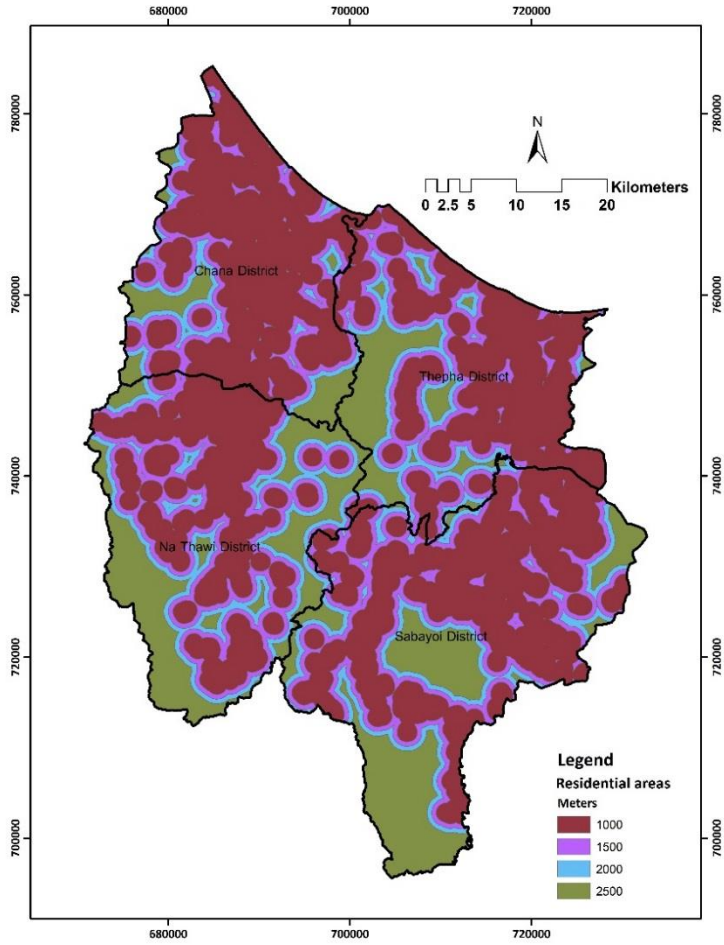 680000 700000 720000
780000 780000
N
Kilometers
0 2.5 5 10 15 20
Chana District
760000 760000
Thepha District
740000 740000
Na Thawi District
Sabayoi District
720000 720000
Legend
Residential areas
Meters
1000
1500
2000
2500
700000 700000
680000 700000 720000